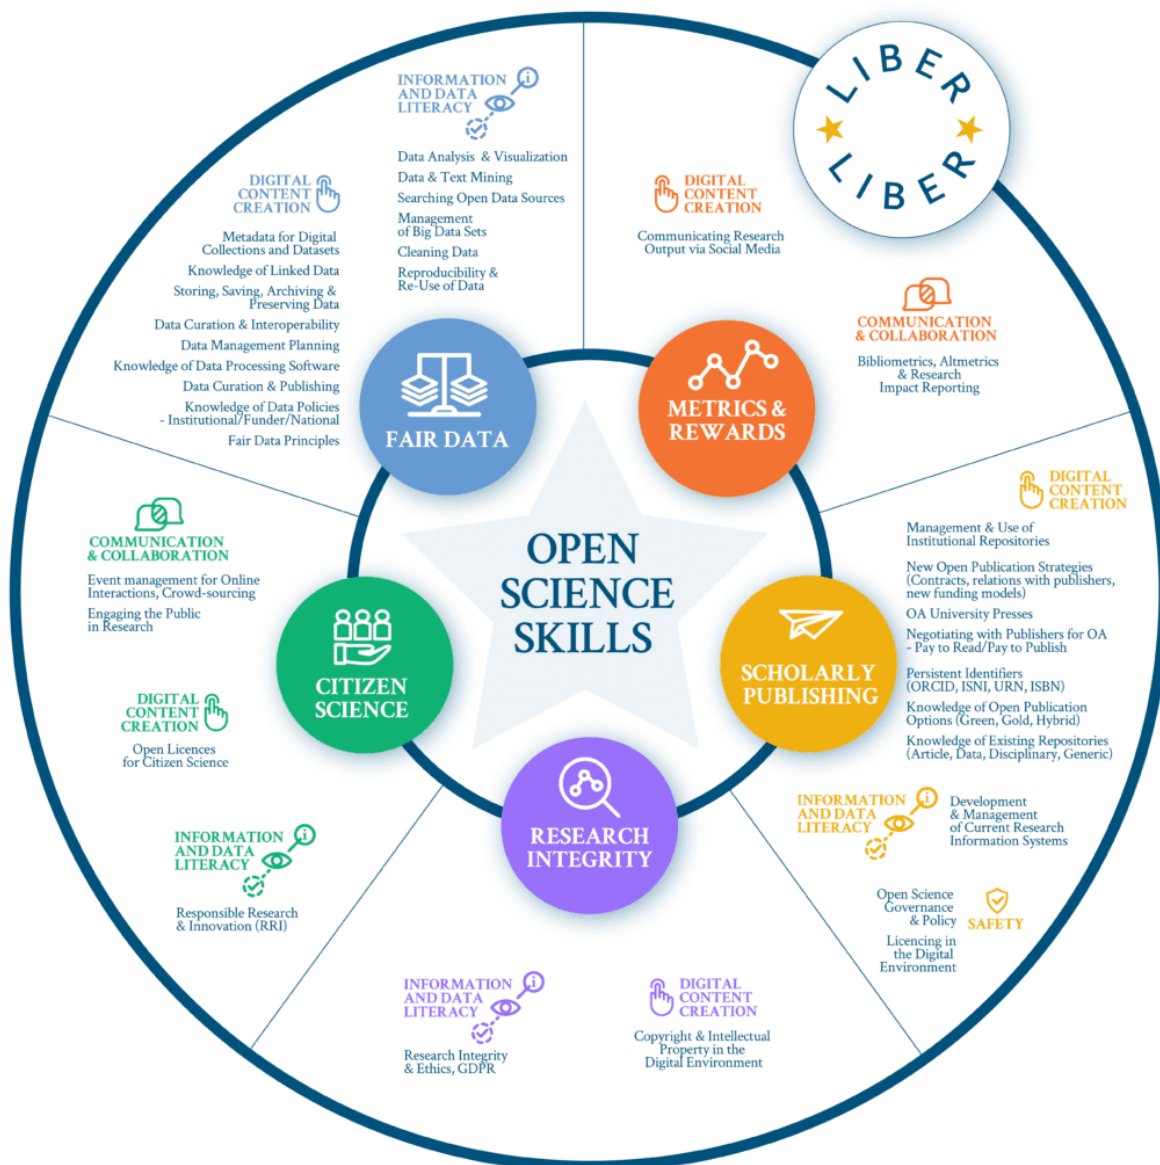 LIBER
LIBER
INFORMATION
AND DATA
LITERACY
Data Analysis & Visualization
Data & Text Mining
Searching Open Data Sources
Management
of Big Data Sets
Cleaning Data
Reproducibility &
Re-Use of Data
DIGITAL
CONTENT
CREATION
Metadata for Digital
Collections and Datasets
Knowledge of Linked Data
Storing, Saving, Archiving &
Preserving Data
Data Curation & Interoperability
Data Management Planning
Knowledge of Data Processing Software
Data Curation & Publishing
Knowledge of Data Policies
- Institutional/Funder/National
Fair Data Principles
FAIR DATA
DIGITAL
CONTENT
CREATION
Communicating Research
Output via Social Media
COMMUNICATION
& COLLABORATION
Bibliometrics, Altmetrics
& Research
Impact Reporting
METRICS &
REWARDS
OPEN
SCIENCE
SKILLS
DIGITAL
CONTENT
CREATION
Management & Use of
Institutional Repositories
New Open Publication Strategies
(Contracts, relations with publishers,
new funding models)
OA University Presses
Negotiating with Publishers for OA
- Pay to Read/Pay to Publish
Persistent Identifiers
(ORCID, ISNI, URN, ISBN)
Knowledge of Open Publication
Options (Green, Gold, Hybrid)
Knowledge of Existing Repositories
(Article, Data, Disciplinary, Generic)
SCHOLARLY
PUBLISHING
INFORMATION
AND DATA
LITERACY
Development
& Management
of Current Research
Information Systems
Open Science
Governance
& Policy
Licencing in
the Digital
Environment
SAFETY
COMMUNICATION
& COLLABORATION
Event management for Online
Interactions, Crowd-sourcing
Engaging the Public
in Research
CITIZEN
SCIENCE
DIGITAL
CONTENT
CREATION
Open Licences
for Citizen Science
INFORMATION
AND DATA
LITERACY
Responsible Research
& Innovation (RRI)
RESEARCH
INTEGRITY
INFORMATION
AND DATA
LITERACY
Research Integrity
& Ethics, GDPR
DIGITAL
CONTENT
CREATION
Copyright & Intellectual
Property in the
Digital Environment